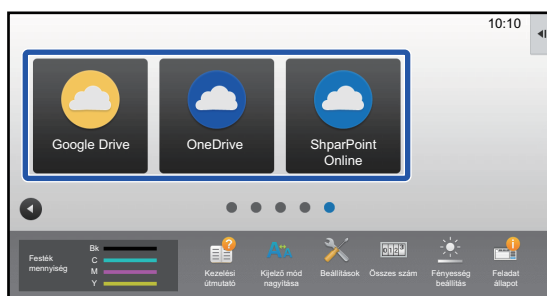 10:10
Google Drive
OneDrive
ShparPoint
Online
Festék
mennyiség
Bk
C
M
Y
Kezelési
útmutató
Kijelző mód
nagyítása
Beállítások
Összes szám
Fényesség
beállítás
Feladat
állapot